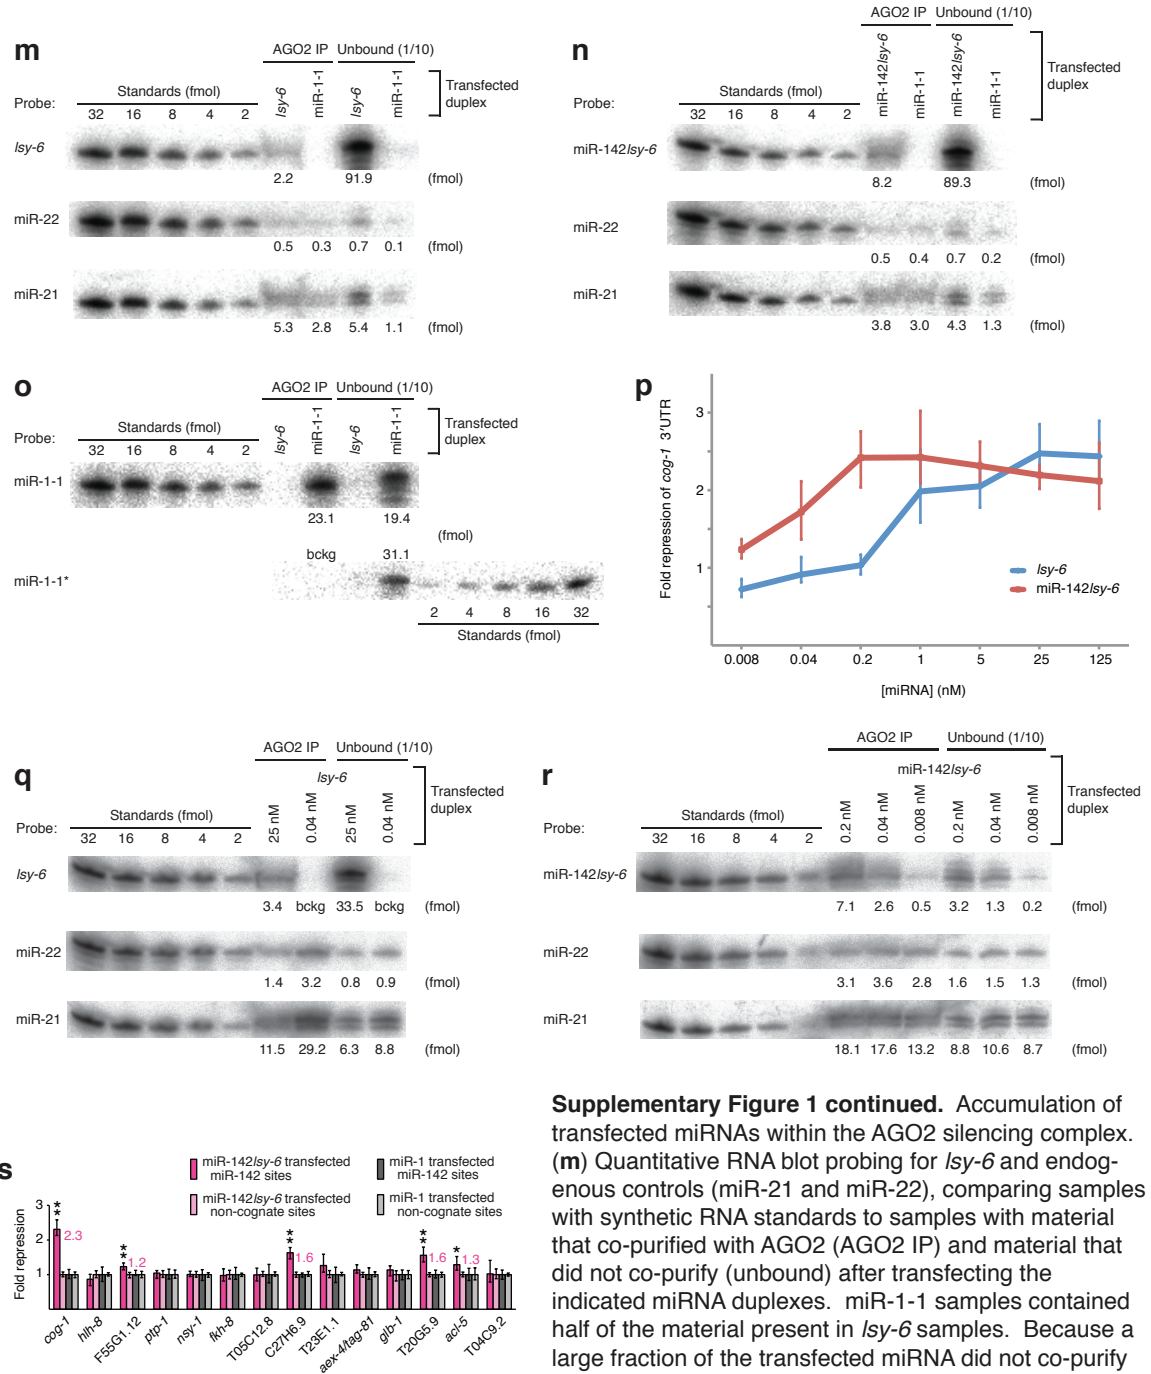 m
AGO2 IP Unbound (1/10)
lsy-6 miR-1-1 lsy-6 miR-1-1
Transfected
duplex
Standards (fmol)
Probe:
32 16 8 4 2
lsy-6
2.2 91.9 (fmol)
miR-22
0.5 0.3 0.7 0.1 (fmol)
miR-21
5.3 2.8 5.4 1.1 (fmol)
n
AGO2 IP Unbound (1/10)
miR-142lsy-6 miR-1-1 miR-142lsy-6 miR-1-1
Transfected
duplex
Standards (fmol)
Probe:
32 16 8 4 2
miR-142lsy-6
8.2 89.3 (fmol)
miR-22
0.5 0.4 0.7 0.2 (fmol)
miR-21
3.8 3.0 4.3 1.3 (fmol)
o
AGO2 IP Unbound (1/10)
lsy-6 miR-1-1 lsy-6 miR-1-1
Transfected
duplex
Standards (fmol)
Probe:
32 16 8 4 2
miR-1-1
23.1 19.4
(fmol)
bckg 31.1
miR-1-1*
2 4 8 16 32
Standards (fmol)
p
Fold repression of cog-1 3′UTR
3
2
1
lsy-6
miR-142lsy-6
0.008 0.04 0.2 1 5 25 125
[miRNA] (nM)
q
AGO2 IP Unbound (1/10)
lsy-6
25 nM 0.04 nM 25 nM 0.04 nM
Transfected
duplex
Standards (fmol)
Probe:
32 16 8 4 2
lsy-6
3.4 bckg 33.5 bckg (fmol)
miR-22
1.4 3.2 0.8 0.9 (fmol)
miR-21
11.5 29.2 6.3 8.8 (fmol)
r
AGO2 IP Unbound (1/10)
miR-142lsy-6
0.2 nM 0.04 nM 0.008 nM 0.2 nM 0.04 nM 0.008 nM
Transfected
duplex
Standards (fmol)
Probe:
32 16 8 4 2
miR-142lsy-6
7.1 2.6 0.5 3.2 1.3 0.2 (fmol)
miR-22
3.1 3.6 2.8 1.6 1.5 1.3 (fmol)
miR-21
18.1 17.6 13.2 8.8 10.6 8.7 (fmol)
s
miR-142lsy-6 transfected
miR-142 sites
miR-1 transfected
miR-142 sites
miR-142lsy-6 transfected
non-cognate sites
miR-1 transfected
non-cognate sites
Fold repression
3
2
1
** 2.3
** 1.2
** 1.6
** 1.6
* 1.3
cog-1 hlh-8 F55G1.12 ptp-1 nsy-1 fkh-8 T05C12.8 C27H6.9 T23E1.1 aex-4/tag-81 glb-1 T20G5.9 acl-5 T04C9.2
Supplementary Figure 1 continued. Accumulation of
transfected miRNAs within the AGO2 silencing complex.
(m) Quantitative RNA blot probing for lsy-6 and endog-
enous controls (miR-21 and miR-22), comparing samples
with synthetic RNA standards to samples with material
that co-purified with AGO2 (AGO2 IP) and material that
did not co-purify (unbound) after transfecting the
indicated miRNA duplexes. miR-1-1 samples contained
half of the material present in lsy-6 samples. Because a
large fraction of the transfected miRNA did not co-purify